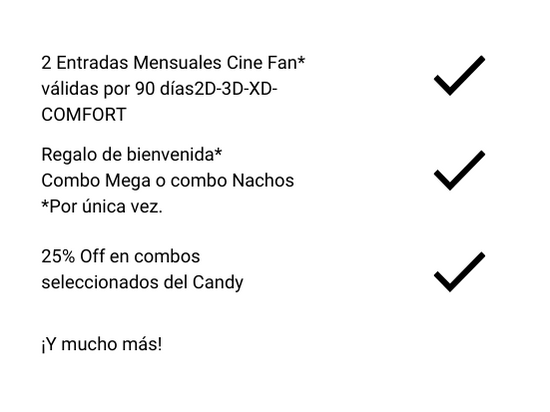 2 Entradas Mensuales Cine Fan*
válidas por 90 días2D-3D-XD-
COMFORT
Regalo de bienvenida*
Combo Mega o combo Nachos
*Por única vez.
25% Off en combos
seleccionados del Candy
¡Y mucho más!